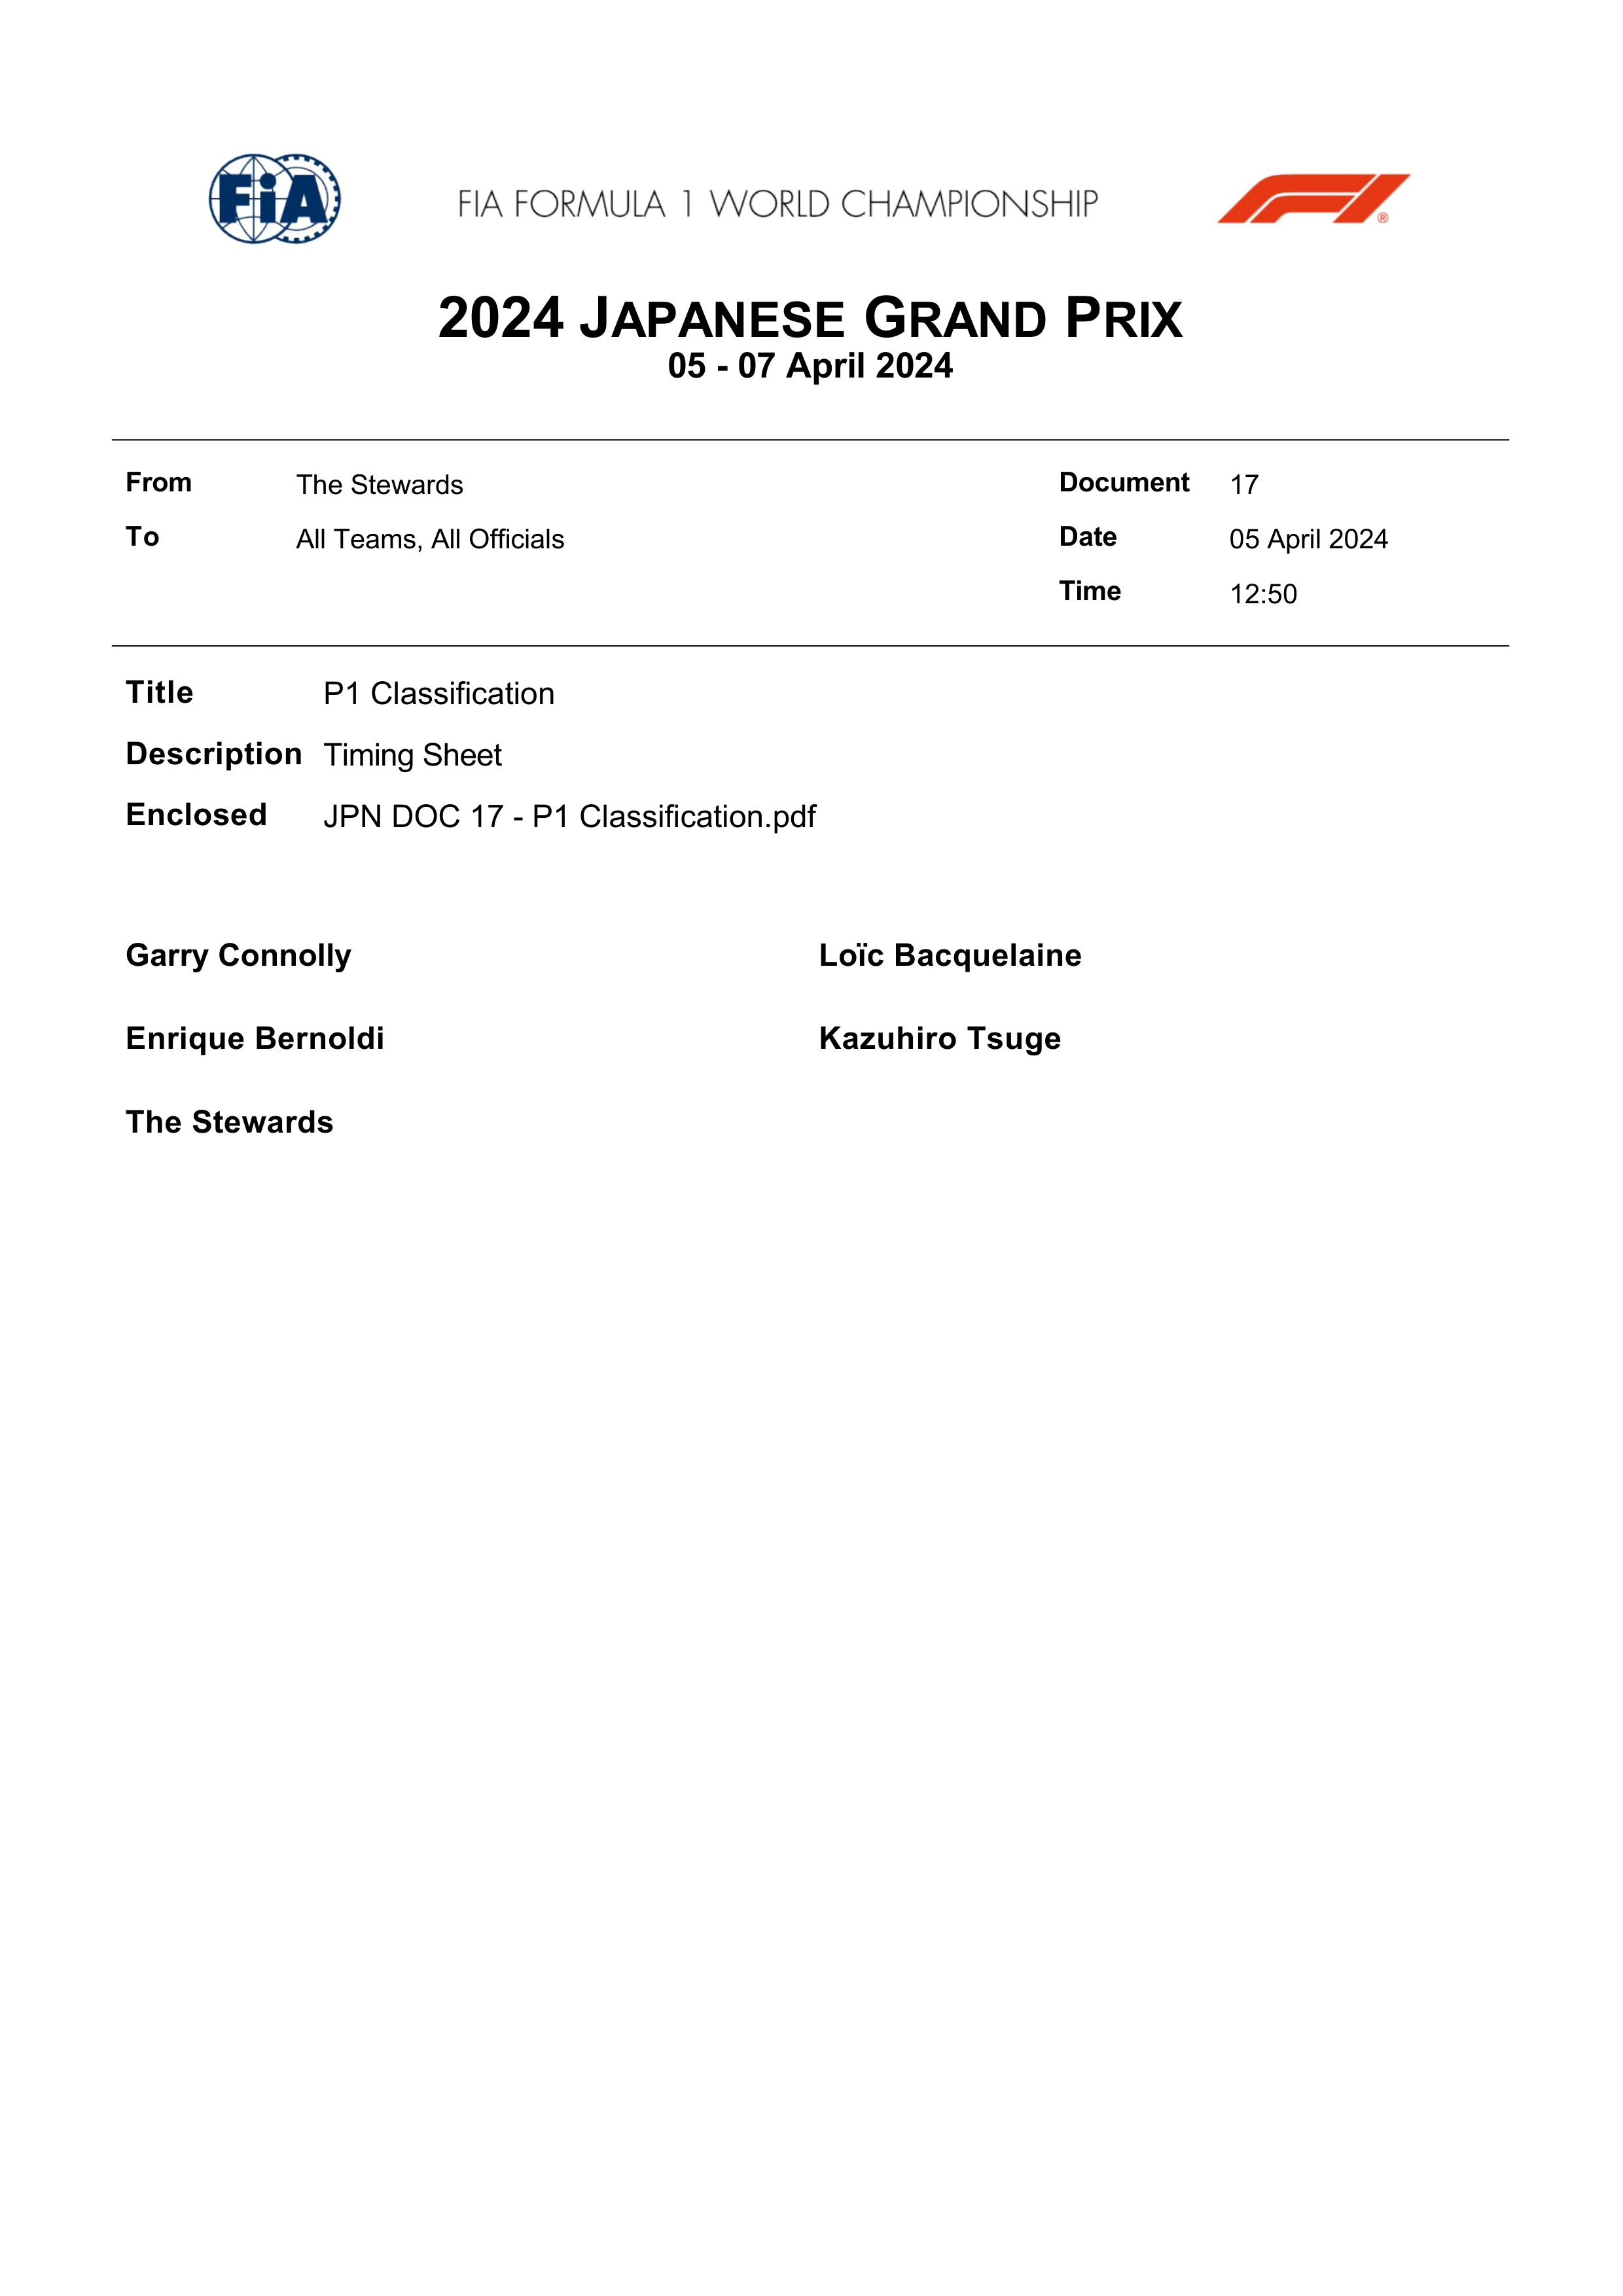 FiA
FIA FORMULA 1 WORLD CHAMPIONSHIP
F1®
2024 JAPANESE GRAND PRIX
05 - 07 April 2024
From The Stewards Document 17
To All Teams, All Officials Date 05 April 2024
Time 12:50
Title P1 Classification
Description Timing Sheet
Enclosed JPN DOC 17 - P1 Classification.pdf
Garry Connolly Loïc Bacquelaine
Enrique Bernoldi Kazuhiro Tsuge
The Stewards